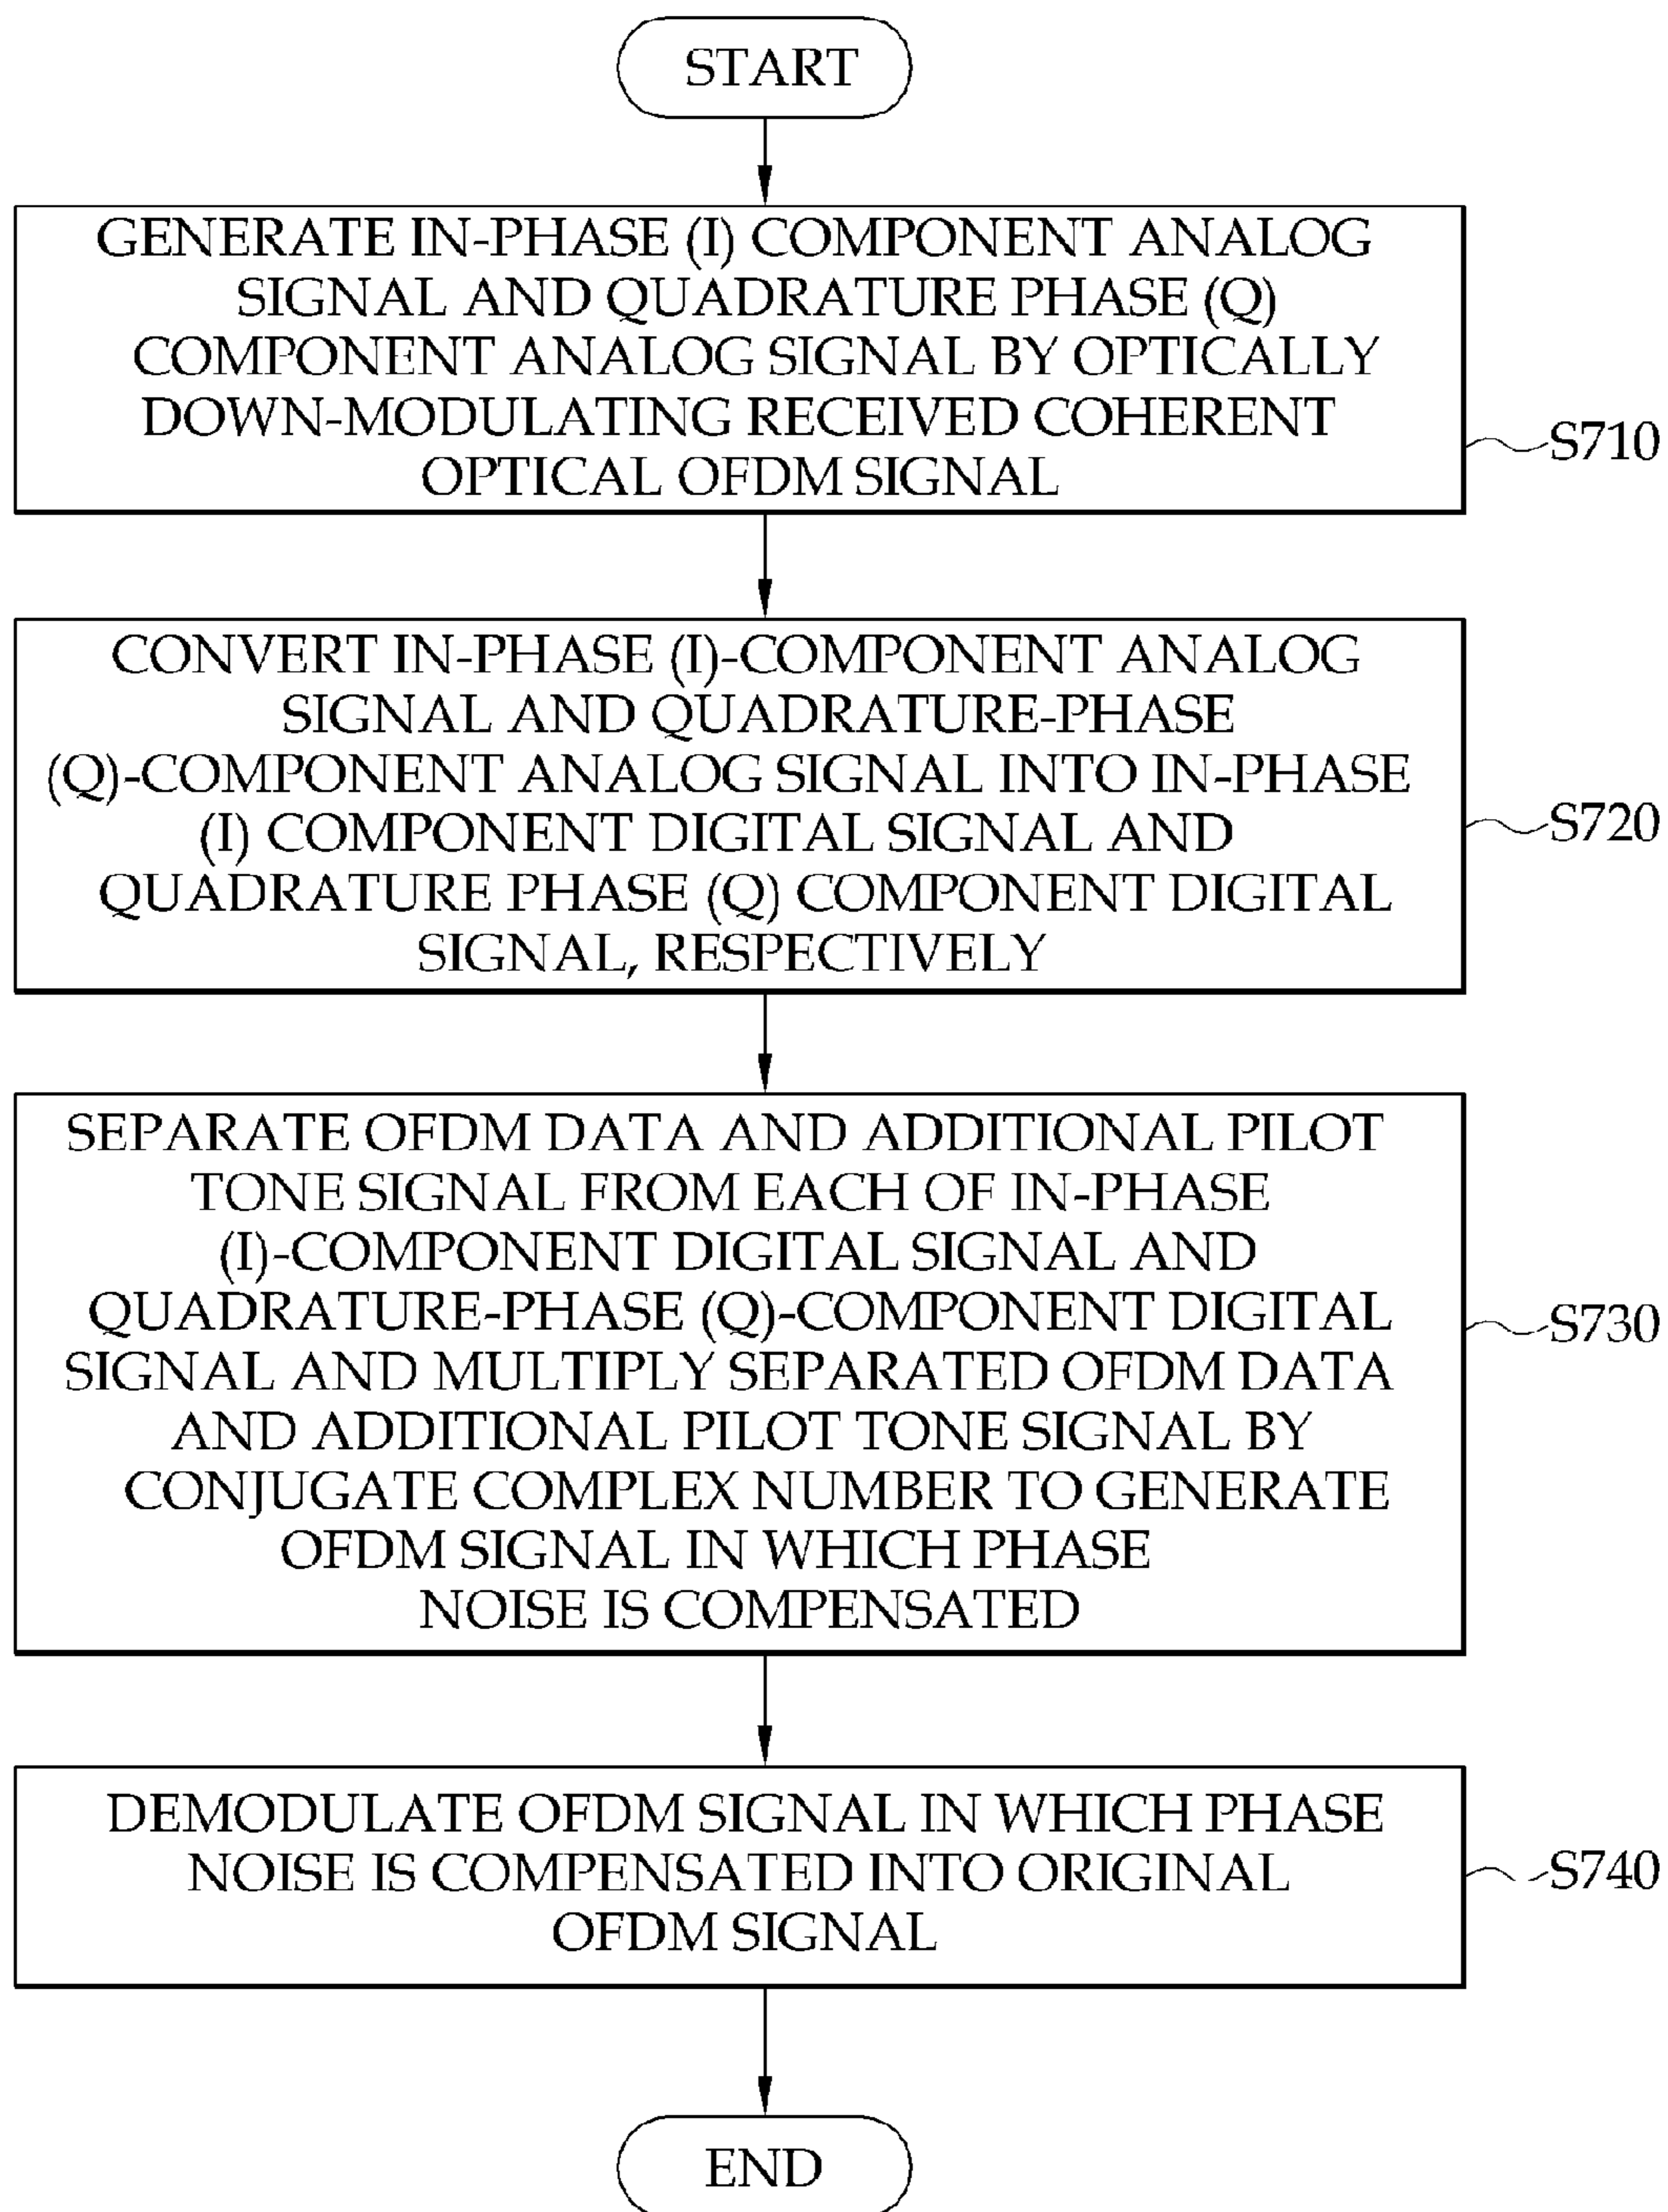 START
GENERATE IN-PHASE (I) COMPONENT ANALOG
SIGNAL AND QUADRATURE PHASE (Q)
COMPONENT ANALOG SIGNAL BY OPTICALLY
DOWN-MODULATING RECEIVED COHERENT
OPTICAL OFDM SIGNAL
S710
CONVERT IN-PHASE (I)-COMPONENT ANALOG
SIGNAL AND QUADRATURE-PHASE
(Q)-COMPONENT ANALOG SIGNAL INTO IN-PHASE
(I) COMPONENT DIGITAL SIGNAL AND
QUADRATURE PHASE (Q) COMPONENT DIGITAL
SIGNAL, RESPECTIVELY
S720
SEPARATE OFDM DATA AND ADDITIONAL PILOT
TONE SIGNAL FROM EACH OF IN-PHASE
(I)-COMPONENT DIGITAL SIGNAL AND
QUADRATURE-PHASE (Q)-COMPONENT DIGITAL
SIGNAL AND MULTIPLY SEPARATED OFDM DATA
AND ADDITIONAL PILOT TONE SIGNAL BY
CONJUGATE COMPLEX NUMBER TO GENERATE
OFDM SIGNAL IN WHICH PHASE
NOISE IS COMPENSATED
S730
DEMODULATE OFDM SIGNAL IN WHICH PHASE
NOISE IS COMPENSATED INTO ORIGINAL
OFDM SIGNAL
S740
END